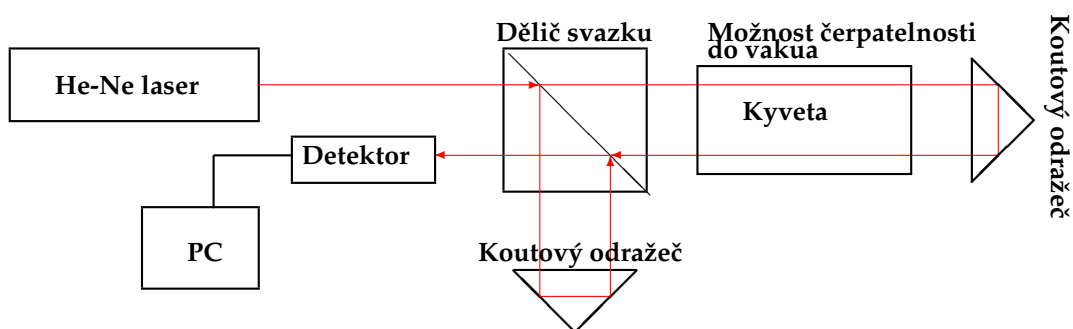 Dělič svazku
Možnost čerpatelnosti
do vakua
Koutový odražeč
He-Ne laser
Kyveta
Detektor
PC
Koutový odražeč